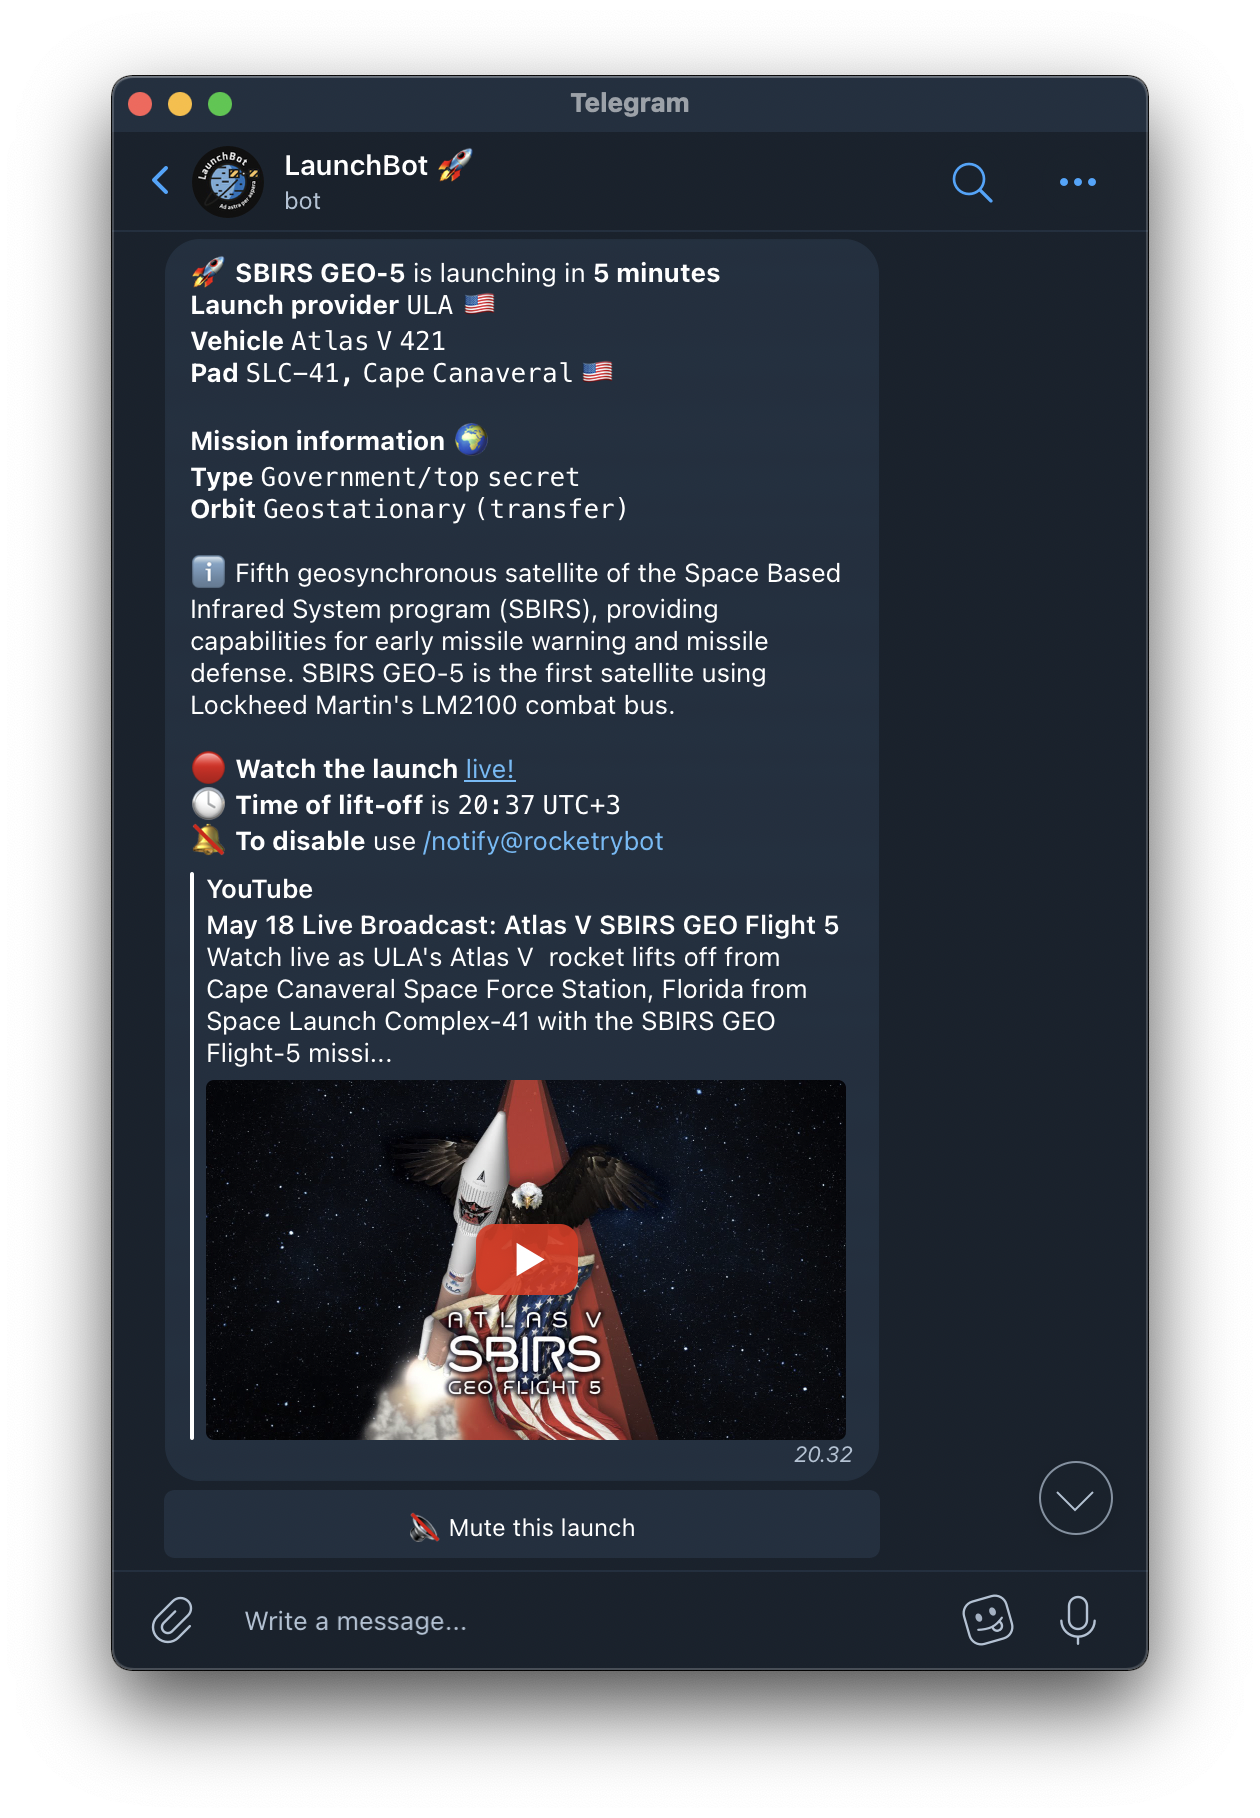 Telegram
LaunchBot 🚀
bot
LaunchBot
Ad astra per aspera
🚀 SBIRS GEO-5 is launching in 5 minutes
Launch provider ULA 🇺🇸
Vehicle Atlas V 421
Pad SLC-41, Cape Canaveral 🇺🇸
Mission information 🌍
Type Government/top secret
Orbit Geostationary (transfer)
ℹ️ Fifth geosynchronous satellite of the Space Based
Infrared System program (SBIRS), providing
capabilities for early missile warning and missile
defense. SBIRS GEO-5 is the first satellite using
Lockheed Martin's LM2100 combat bus.
🔴 Watch the launch live!
🕓 Time of lift-off is 20:37 UTC+3
🔕 To disable use /notify@rocketrybot
YouTube
May 18 Live Broadcast: Atlas V SBIRS GEO Flight 5
Watch live as ULA's Atlas V  rocket lifts off from
Cape Canaveral Space Force Station, Florida from
Space Launch Complex-41 with the SBIRS GEO
Flight-5 missi...
ATLAS V
SBIRS
GEO FLIGHT 5
20.32
🔇 Mute this launch
Write a message...